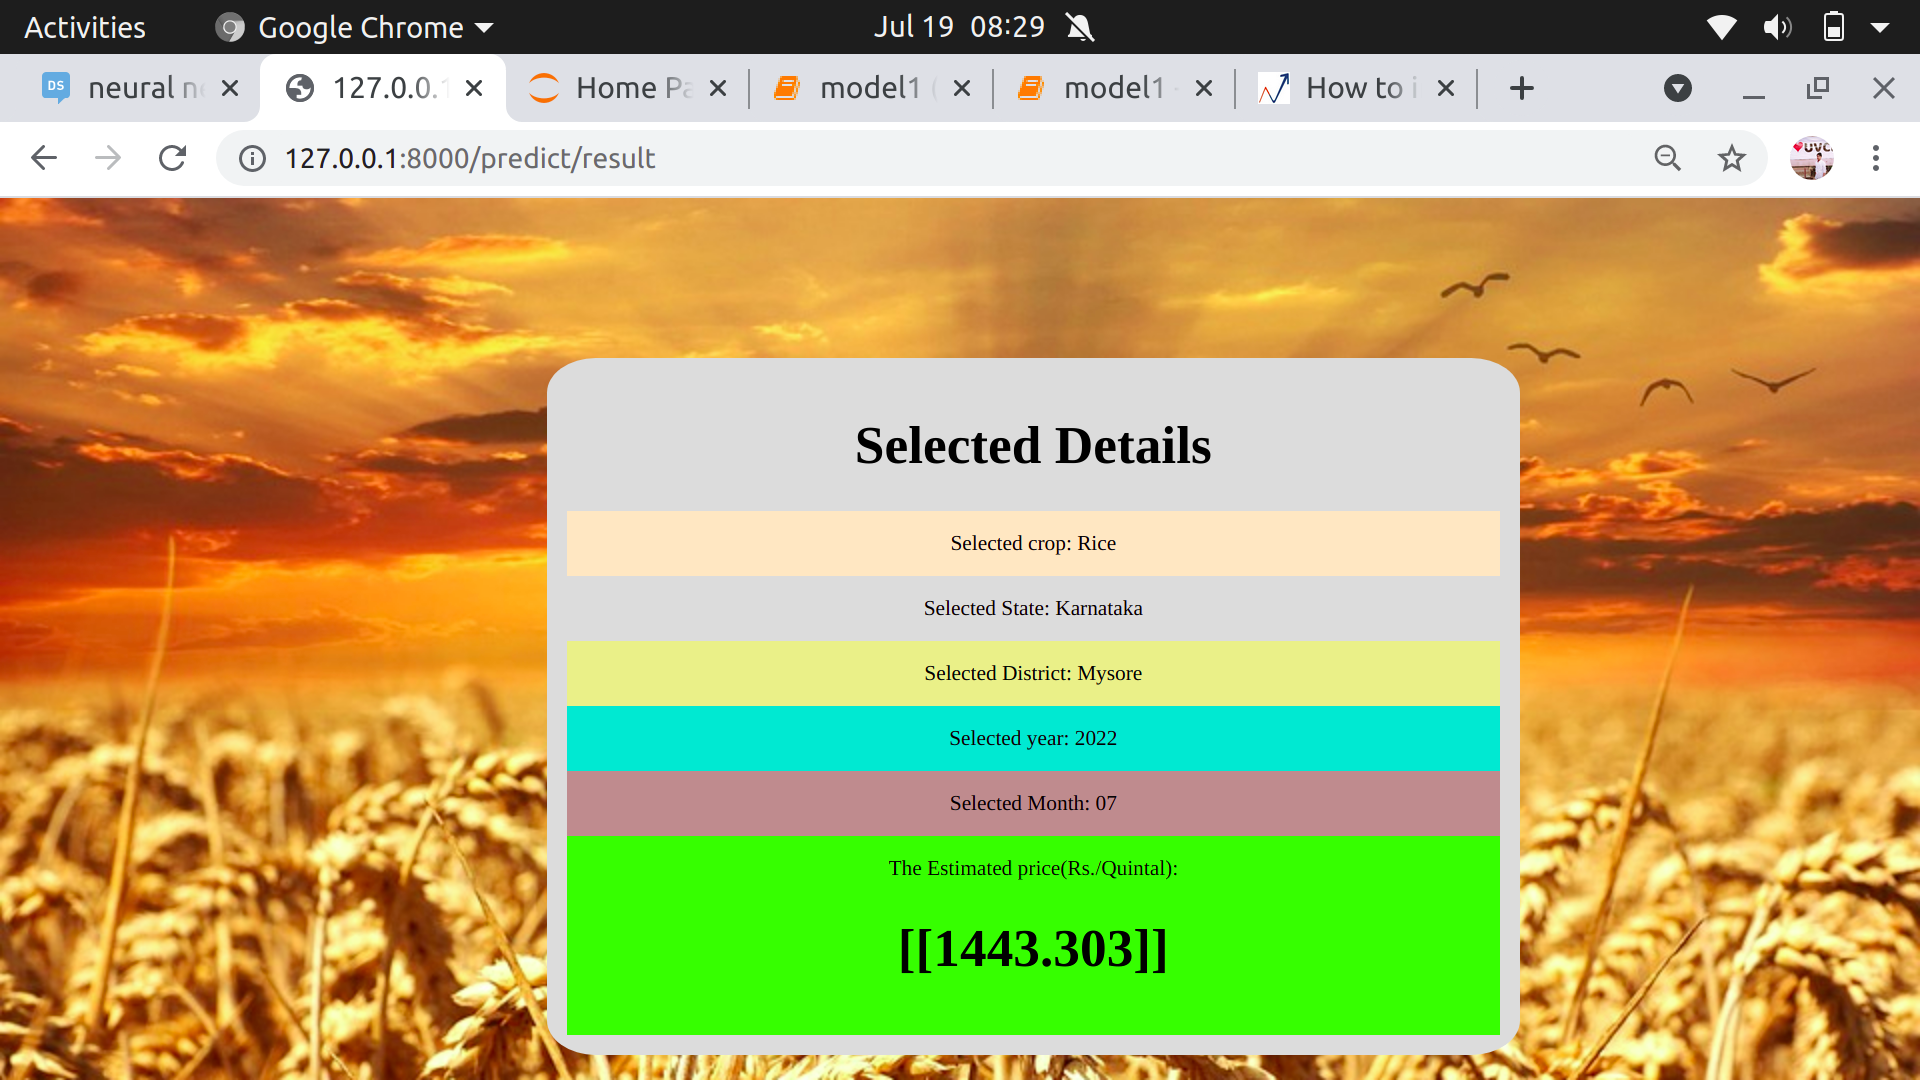 Activities Google Chrome Jul 19 08:29
DS neural n 127.0.0.1 Home Pa model1 ( model1 - How to i
127.0.0.1:8000/predict/result
Selected Details
Selected crop: Rice
Selected State: Karnataka
Selected District: Mysore
Selected year: 2022
Selected Month: 07
The Estimated price(Rs./Quintal):
[[1443.303]]